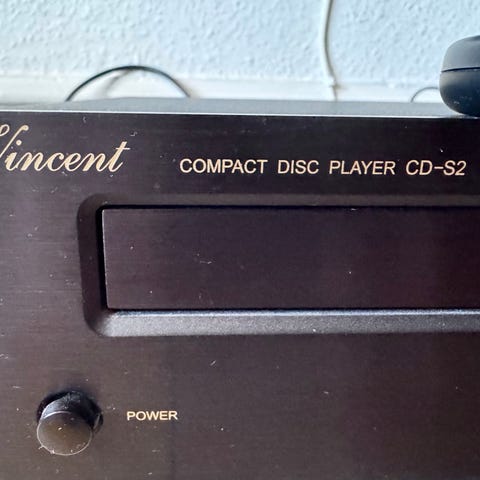 Vincent COMPACT DISC PLAYER CD-S2
POWER